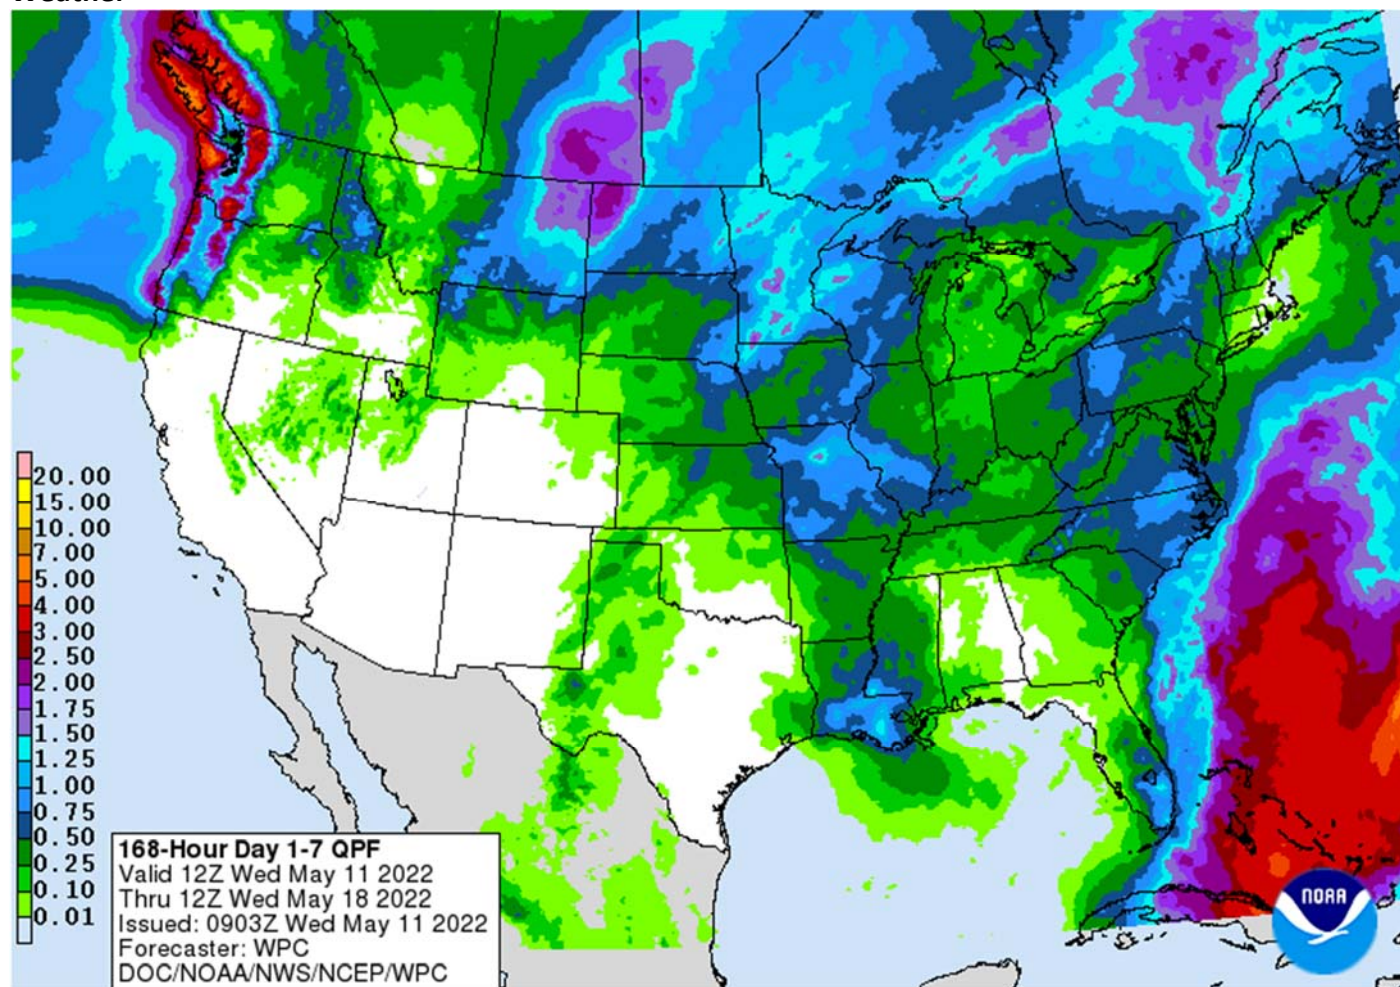 Weather
20.00
15.00
10.00
7.00
5.00
4.00
3.00
2.50
2.00
1.75
1.50
1.25
1.00
0.75
0.50
0.25
0.10
0.01
168-Hour Day 1-7 QPF
Valid 12Z Wed May 11 2022
Thru 12Z Wed May 18 2022
Issued: 0903Z Wed May 11 2022
Forecaster: WPC
DOC/NOAA/NWS/NCEP/WPC
NOAA